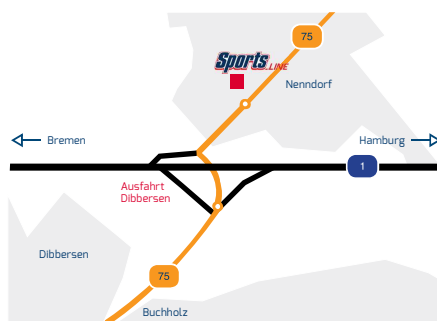 75
Sports
.LINE
Nenndorf
Bremen
Hamburg
1
Ausfahrt
Dibbersen
Dibbersen
75
Buchholz